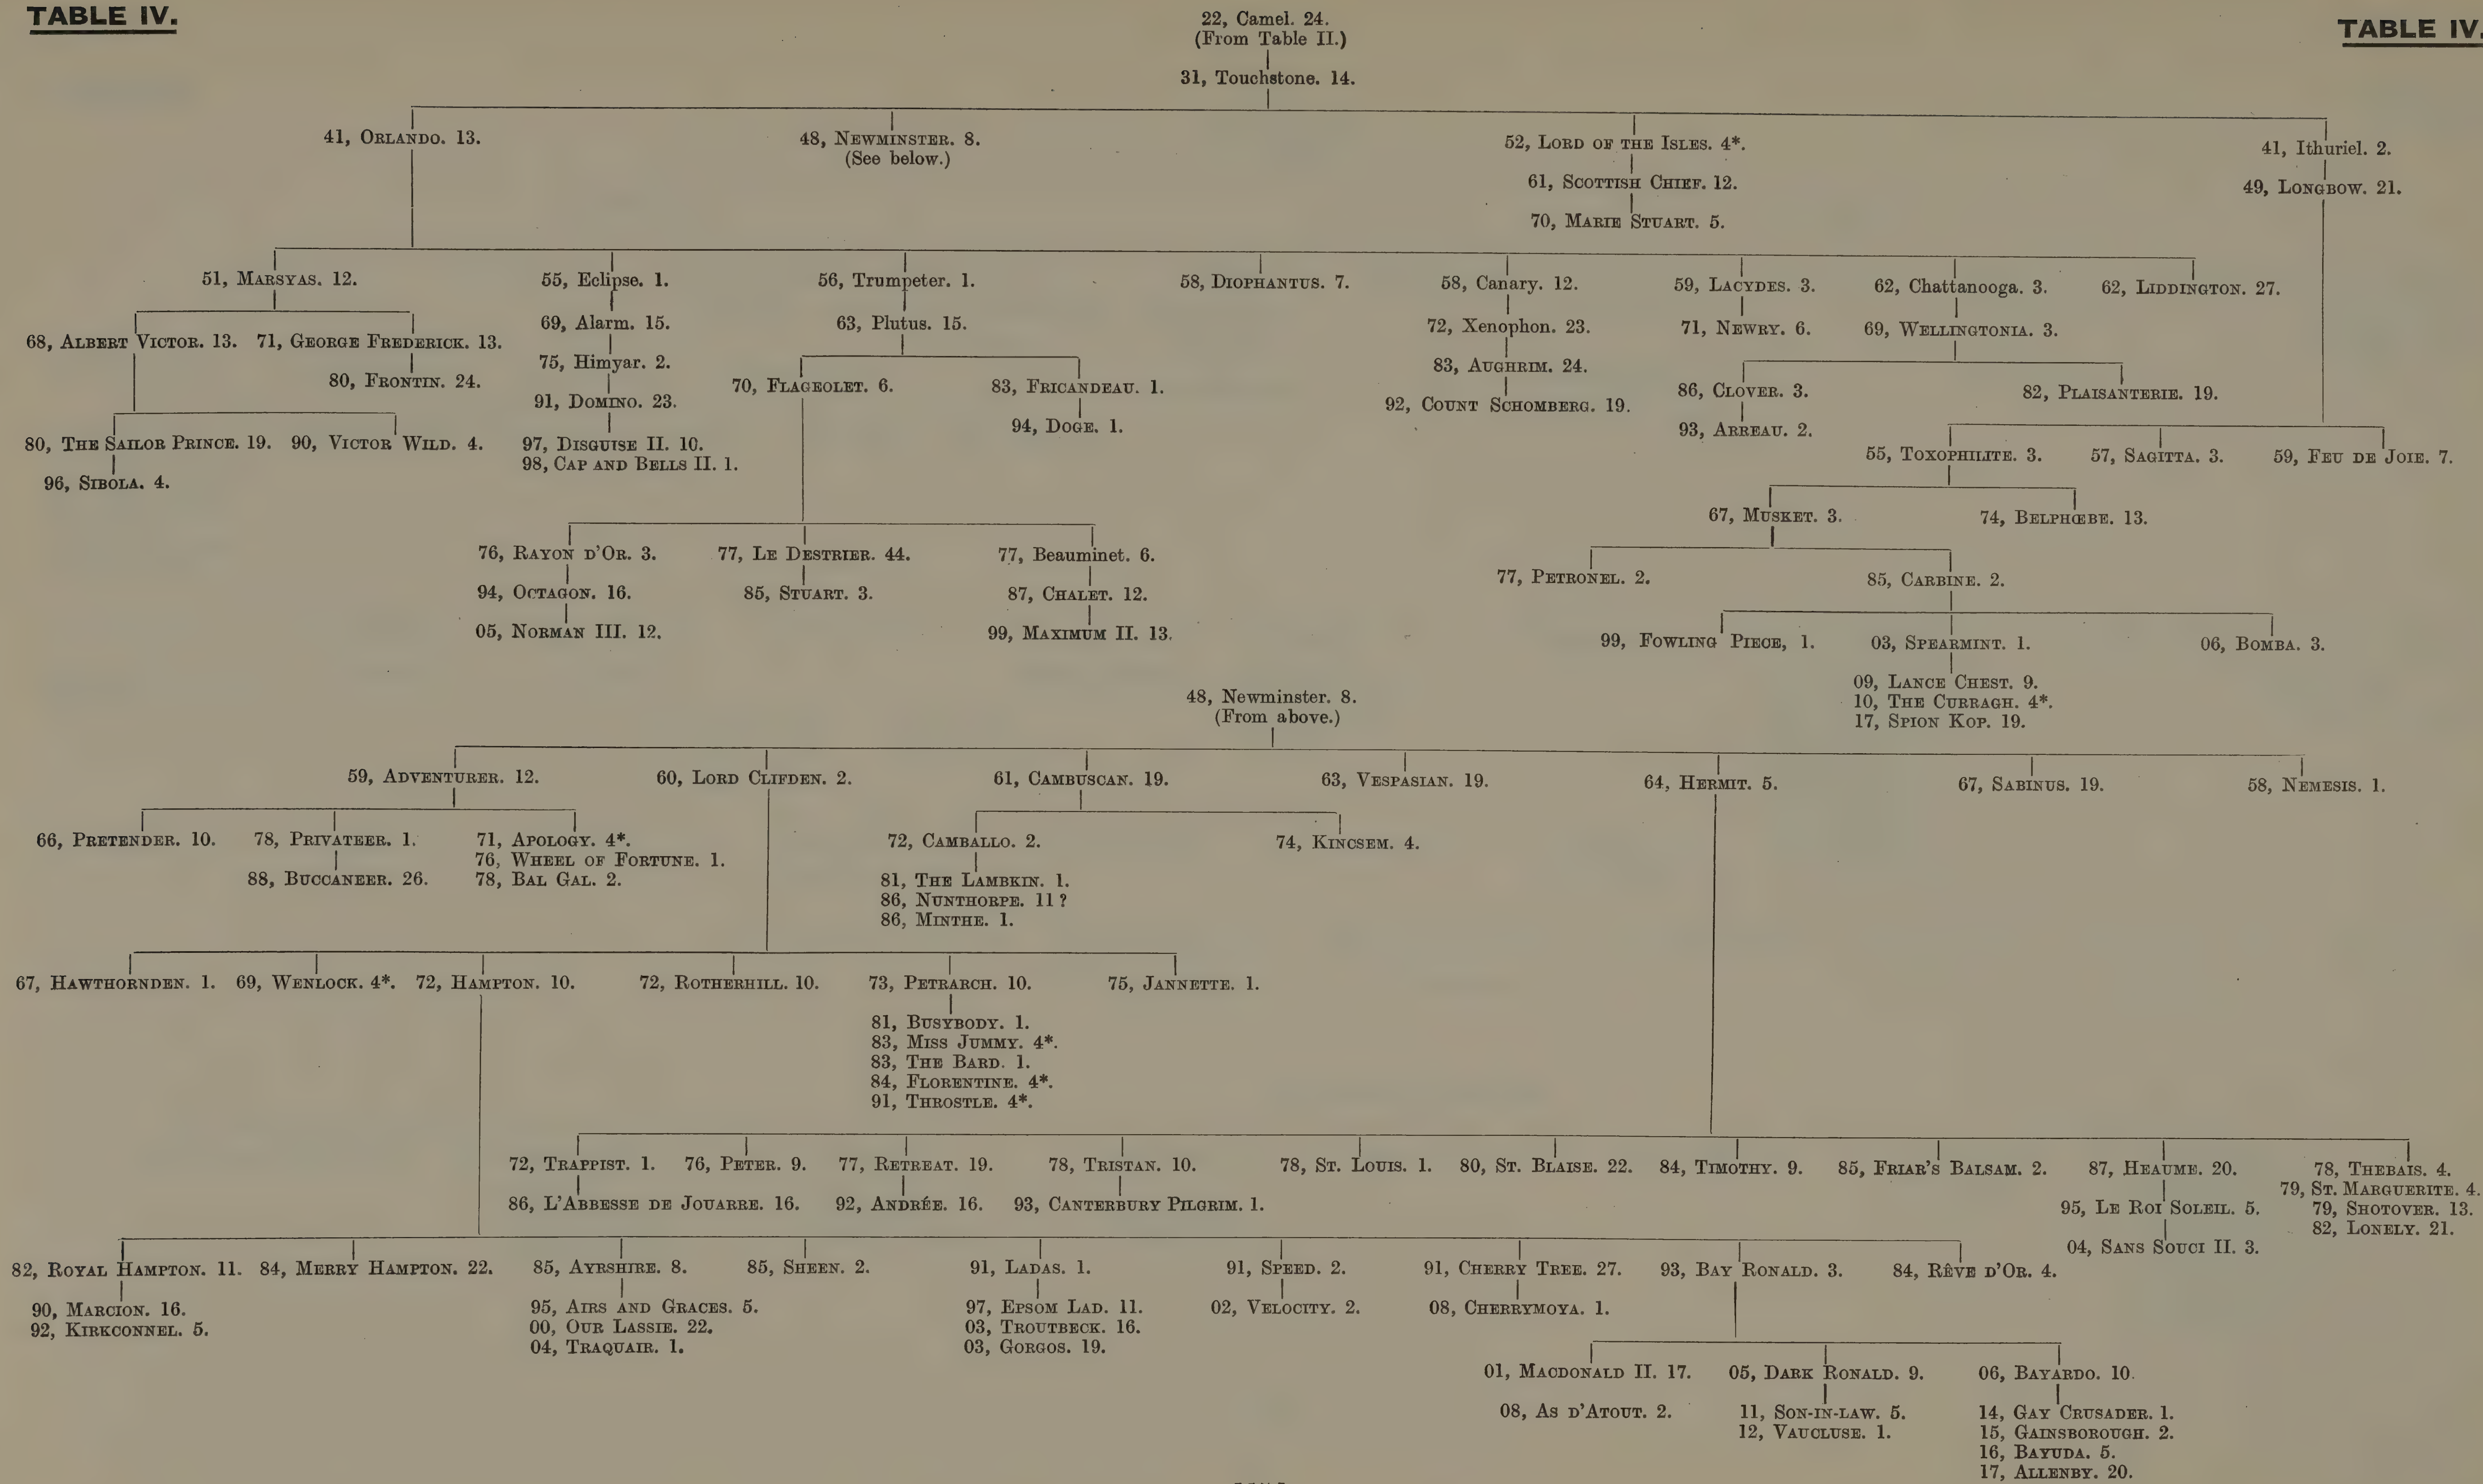 TABLE IV.
TABLE IV.
22, Camel. 24.
(From Table II.)
31, Touchstone. 14.
41, ORLANDO. 13.
48, NEWMINSTER. 8.
(See below.)
52, LORD OF THE ISLES. 4*.
61, SCOTTISH CHIEF. 12.
70, MARIE STUART. 5.
41, Ithuriel. 2.
49, LONGBOW. 21.
51, MARSYAS. 12.
55, Eclipse. 1.
56, Trumpeter. 1.
58, DIOPHANTUS. 7.
58, Canary. 12.
59, LACYDES. 3.
62, Chattanooga. 3.
62, LIDDINGTON. 27.
68, ALBERT VICTOR. 13.
71, GEORGE FREDERICK. 13.
80, FRONTIN. 24.
80, THE SAILOR PRINCE. 19.
90, VICTOR WILD. 4.
96, SIBOLA. 4.
69, Alarm. 15.
75, Himyar. 2.
91, DOMINO. 23.
97, DISGUISE II. 10.
98, CAP AND BELLS II. 1.
63, Plutus. 15.
70, FLAGEOLET. 6.
83, FRICANDEAU. 1.
94, DOGE. 1.
72, Xenophon. 23.
83, AUGHRIM. 24.
92, COUNT SCHOMBERG. 19.
71, NEWRY. 6.
69, WELLINGTONIA. 3.
86, CLOVER. 3.
93, ARREAU. 2.
82, PLAISANTERIE. 19.
55, TOXOPHILITE. 3.
57, SAGITTA. 3.
59, FEU DE JOIE. 7.
67, MUSKET. 3.
74, BELPHŒBE. 13.
76, RAYON D'OR. 3.
94, OCTAGON. 16.
05, NORMAN III. 12.
77, LE DESTRIER. 44.
85, STUART. 3.
77, Beauminet. 6.
87, CHALET. 12.
99, MAXIMUM II. 13.
77, PETRONEL. 2.
85, CARBINE. 2.
99, FOWLING PIECE, 1.
03, SPEARMINT. 1.
06, BOMBA. 3.
09, LANCE CHEST. 9.
10, THE CURRAGH. 4*.
17, SPION KOP. 19.
48, Newminster. 8.
(From above.)
59, ADVENTURER. 12.
60, LORD CLIFDEN. 2.
61, CAMBUSCAN. 19.
63, VESPASIAN. 19.
64, HERMIT. 5.
67, SABINUS. 19.
58, NEMESIS. 1.
66, PRETENDER. 10.
78, PRIVATEER. 1.
88, BUCCANEER. 26.
71, APOLOGY. 4*.
76, WHEEL OF FORTUNE. 1.
78, BAL GAL. 2.
72, CAMBALLO. 2.
74, KINCSEM. 4.
81, THE LAMBKIN. 1.
86, NUNTHORPE. 11?
86, MINTHE. 1.
67, HAWTHORNDEN. 1.
69, WENLOCK. 4*.
72, HAMPTON. 10.
72, ROTHERHILL. 10.
73, PETRARCH. 10.
75, JANNETTE. 1.
81, BUSYBODY. 1.
83, MISS JUMMY. 4*.
83, THE BARD. 1.
84, FLORENTINE. 4*.
91, THROSTLE. 4*.
72, TRAPPIST. 1.
76, PETER. 9.
77, RETREAT. 19.
78, TRISTAN. 10.
78, ST. LOUIS. 1.
80, ST. BLAISE. 22.
84, TIMOTHY. 9.
85, FRIAR'S BALSAM. 2.
87, HEAUME. 20.
78, THEBAIS. 4.
79, ST. MARGUERITE. 4.
79, SHOTOVER. 13.
82, LONELY. 21.
86, L'ABBESSE DE JOUARRE. 16.
92, ANDRÉE. 16.
93, CANTERBURY PILGRIM. 1.
95, LE ROI SOLEIL. 5.
04, SANS SOUCI II. 3.
82, ROYAL HAMPTON. 11.
84, MERRY HAMPTON. 22.
85, AYRSHIRE. 8.
85, SHEEN. 2.
91, LADAS. 1.
91, SPEED. 2.
91, CHERRY TREE. 27.
93, BAY RONALD. 3.
84, RÊVE D'OR. 4.
90, MARCION. 16.
92, KIRKCONNEL. 5.
95, AIRS AND GRACES. 5.
00, OUR LASSIE. 22.
04, TRAQUAIR. 1.
97, EPSOM LAD. 11.
03, TROUTBECK. 16.
03, GORGOS. 19.
02, VELOCITY. 2.
08, CHERRYMOYA. 1.
01, MACDONALD II. 17.
05, DARK RONALD. 9.
06, BAYARDO. 10.
08, AS D'ATOUT. 2.
11, SON-IN-LAW. 5.
12, VAUCLUSE. 1.
14, GAY CRUSADER. 1.
15, GAINSBOROUGH. 2.
16, BAYUDA. 5.
17, ALLENBY. 20.